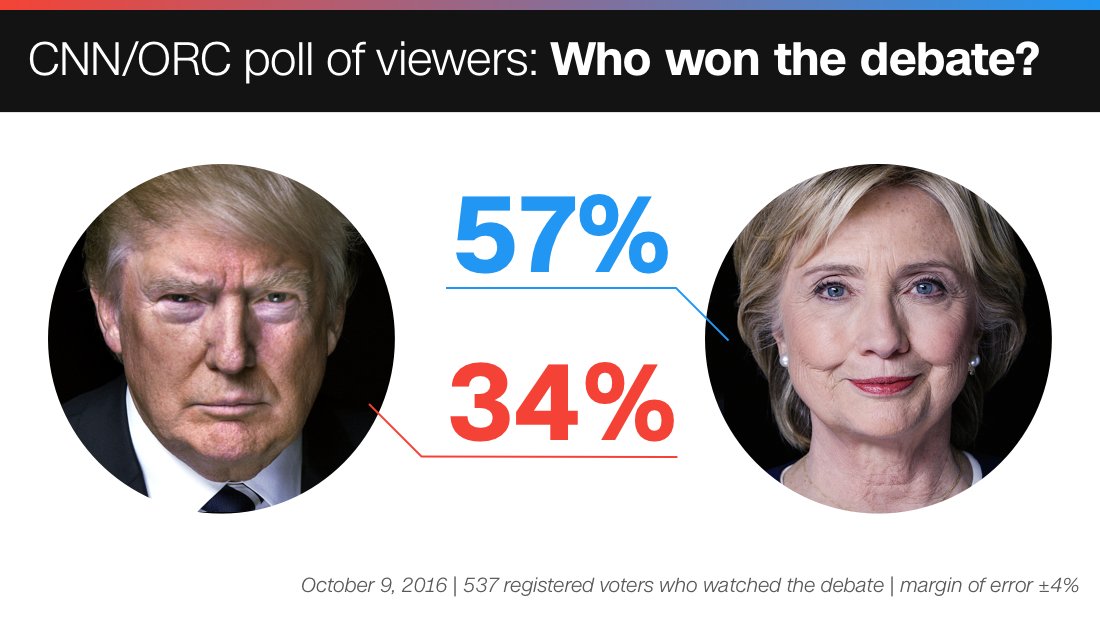 CNN/ORC poll of viewers: Who won the debate?
57%
34%
October 9, 2016 | 537 registered voters who watched the debate | margin of error ±4%